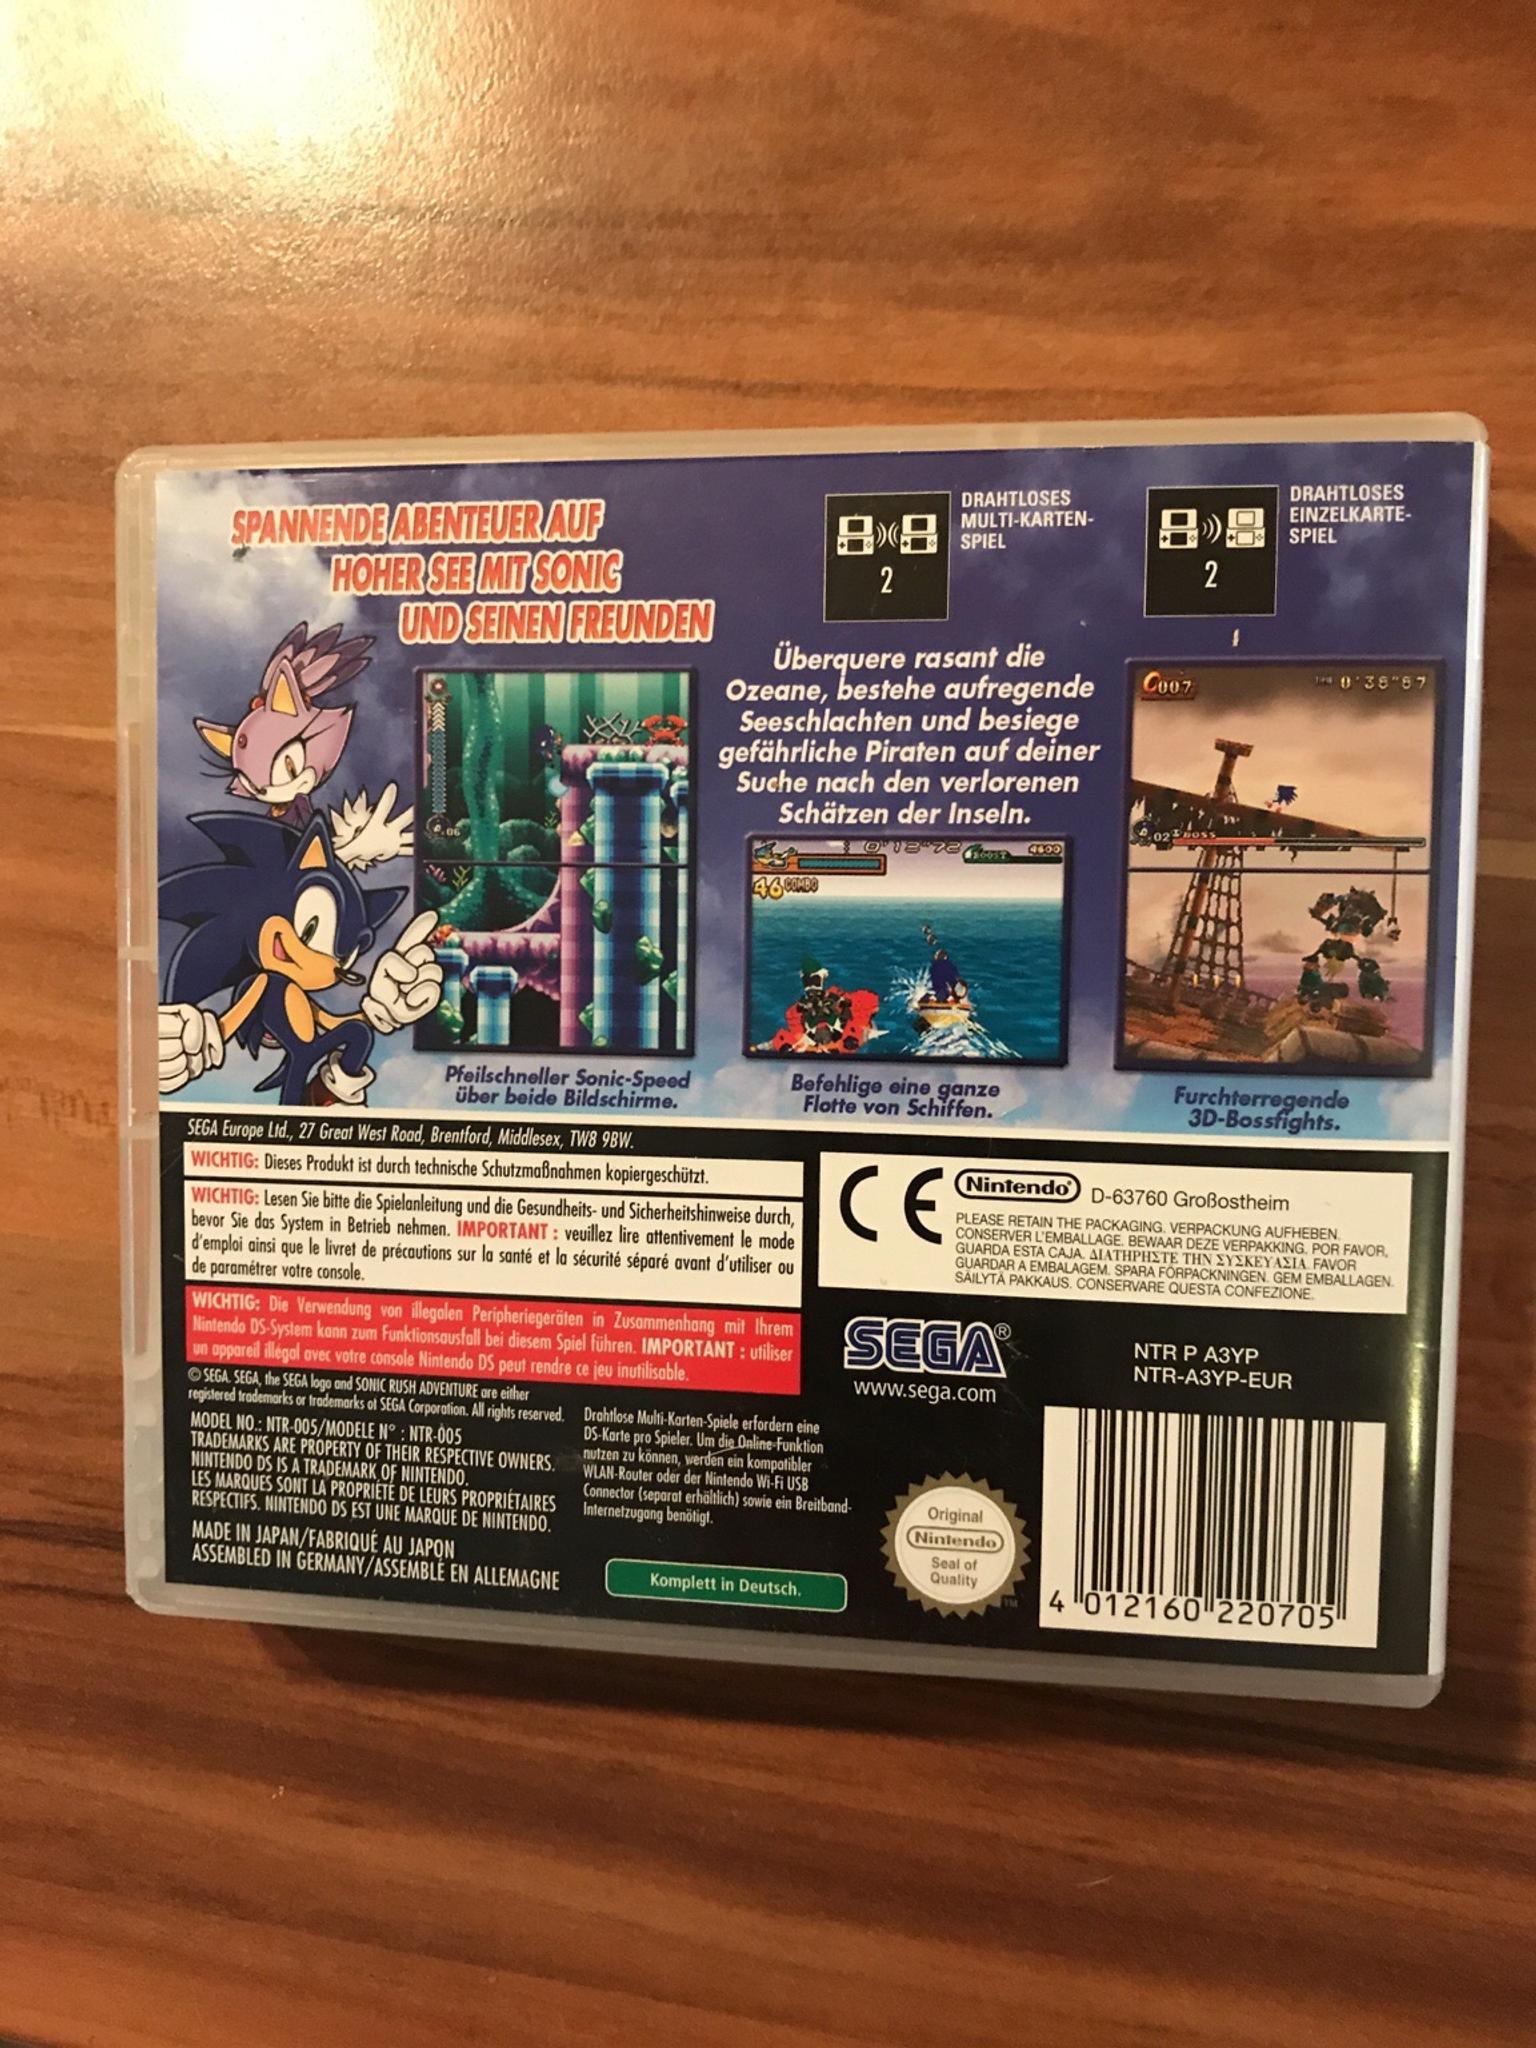 SPANNENDE ABENTEUER AUF
HOHER SEE MIT SONIC
UND SEINEN FREUNDEN
DRAHTLOSES
MULTI-KARTEN-
SPIEL
2
DRAHTLOSES
EINZELKARTE-
SPIEL
2
Überquere rasant die
Ozeane, bestehe aufregende
Seeschlachten und besiege
gefährliche Piraten auf deiner
Suche nach den verlorenen
Schätzen der Inseln.
06
0'12"72
BOOST
4600
46 COMBO
007
0'36"87
02
BOSS
Pfeilschneller Sonic-Speed
über beide Bildschirme.
Befehlige eine ganze
Flotte von Schiffen.
Furchterregende
3D-Bossfights.
SEGA Europe Ltd., 27 Great West Road, Brentford, Middlesex, TW8 9BW.
WICHTIG: Dieses Produkt ist durch technische Schutzmaßnahmen kopiergeschützt.
WICHTIG: Lesen Sie bitte die Spielanleitung und die Gesundheits- und Sicherheitshinweise durch,
bevor Sie das System in Betrieb nehmen. IMPORTANT : veuillez lire attentivement le mode
d'emploi ainsi que le livret de précautions sur la santé et la sécurité séparé avant d'utiliser ou
de paramétrer votre console.
WICHTIG: Die Verwendung von illegalen Peripheriegeräten in Zusammenhang mit Ihrem
Nintendo DS-System kann zum Funktionsausfall bei diesem Spiel führen. IMPORTANT : utiliser
un appareil illégal avec votre console Nintendo DS peut rendre ce jeu inutilisable.
© SEGA. SEGA, the SEGA logo and SONIC RUSH ADVENTURE are either
registered trademarks or trademarks of SEGA Corporation. All rights reserved.
MODEL NO.: NTR-005/MODELE N° : NTR-005
TRADEMARKS ARE PROPERTY OF THEIR RESPECTIVE OWNERS.
NINTENDO DS IS A TRADEMARK OF NINTENDO.
LES MARQUES SONT LA PROPRIÉTÉ DE LEURS PROPRIÉTAIRES
RESPECTIFS. NINTENDO DS EST UNE MARQUE DE NINTENDO.
MADE IN JAPAN/FABRIQUÉ AU JAPON
ASSEMBLED IN GERMANY/ASSEMBLÉ EN ALLEMAGNE
Drahtlose Multi-Karten-Spiele erfordern eine
DS-Karte pro Spieler. Um die Online-Funktion
nutzen zu können, werden ein kompatibler
WLAN-Router oder der Nintendo Wi-Fi USB
Connector (separat erhältlich) sowie ein Breitband-
Internetzugang benötigt.
Komplett in Deutsch.
CE
Nintendo® D-63760 Großostheim
PLEASE RETAIN THE PACKAGING. VERPACKUNG AUFHEBEN.
CONSERVER L'EMBALLAGE. BEWAAR DEZE VERPAKKING. POR FAVOR,
GUARDA ESTA CAJA. ΔΙΑΤΗΡΗΣΤΕ ΤΗΝ ΣΥΣΚΕΥΑΣΙΑ. FAVOR
GUARDAR A EMBALAGEM. SPARA FÖRPACKNINGEN. GEM EMBALLAGEN.
SÄILYTÄ PAKKAUS. CONSERVARE QUESTA CONFEZIONE.
SEGA®
www.sega.com
NTR P A3YP
NTR-A3YP-EUR
Original
Nintendo
Seal of
Quality
TM
4 012160 220705